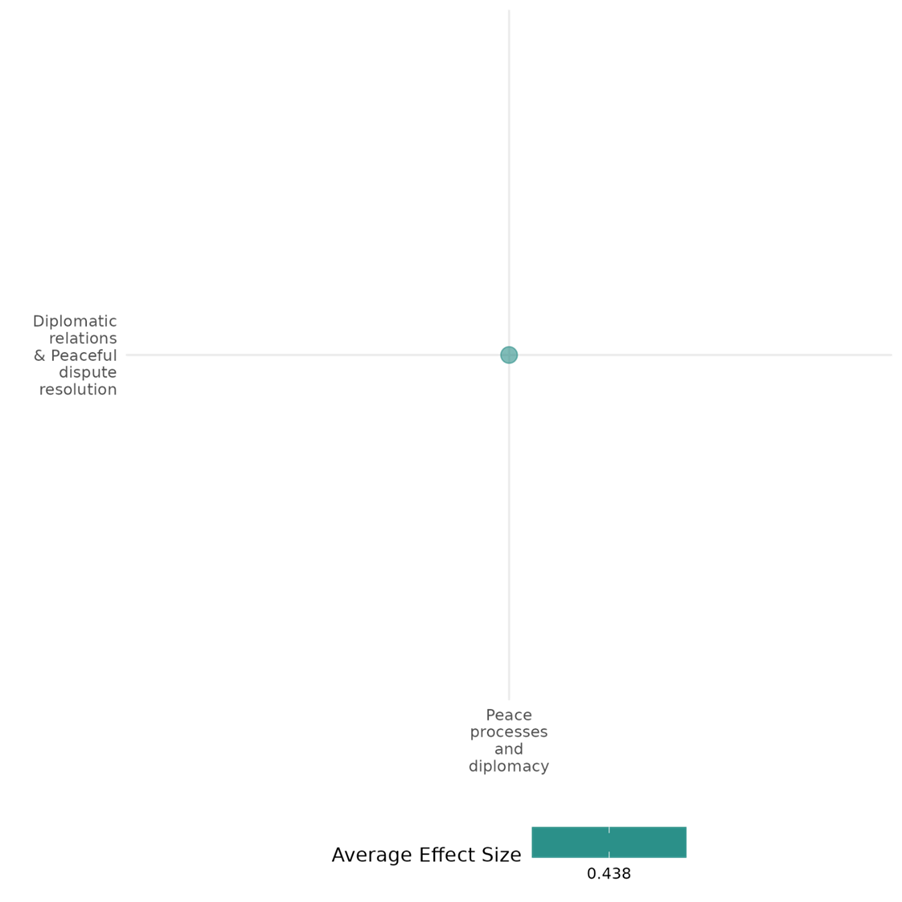 Diplomatic
relations
& Peaceful
dispute
resolution
Peace
processes
and
diplomacy
Average Effect Size
0.438